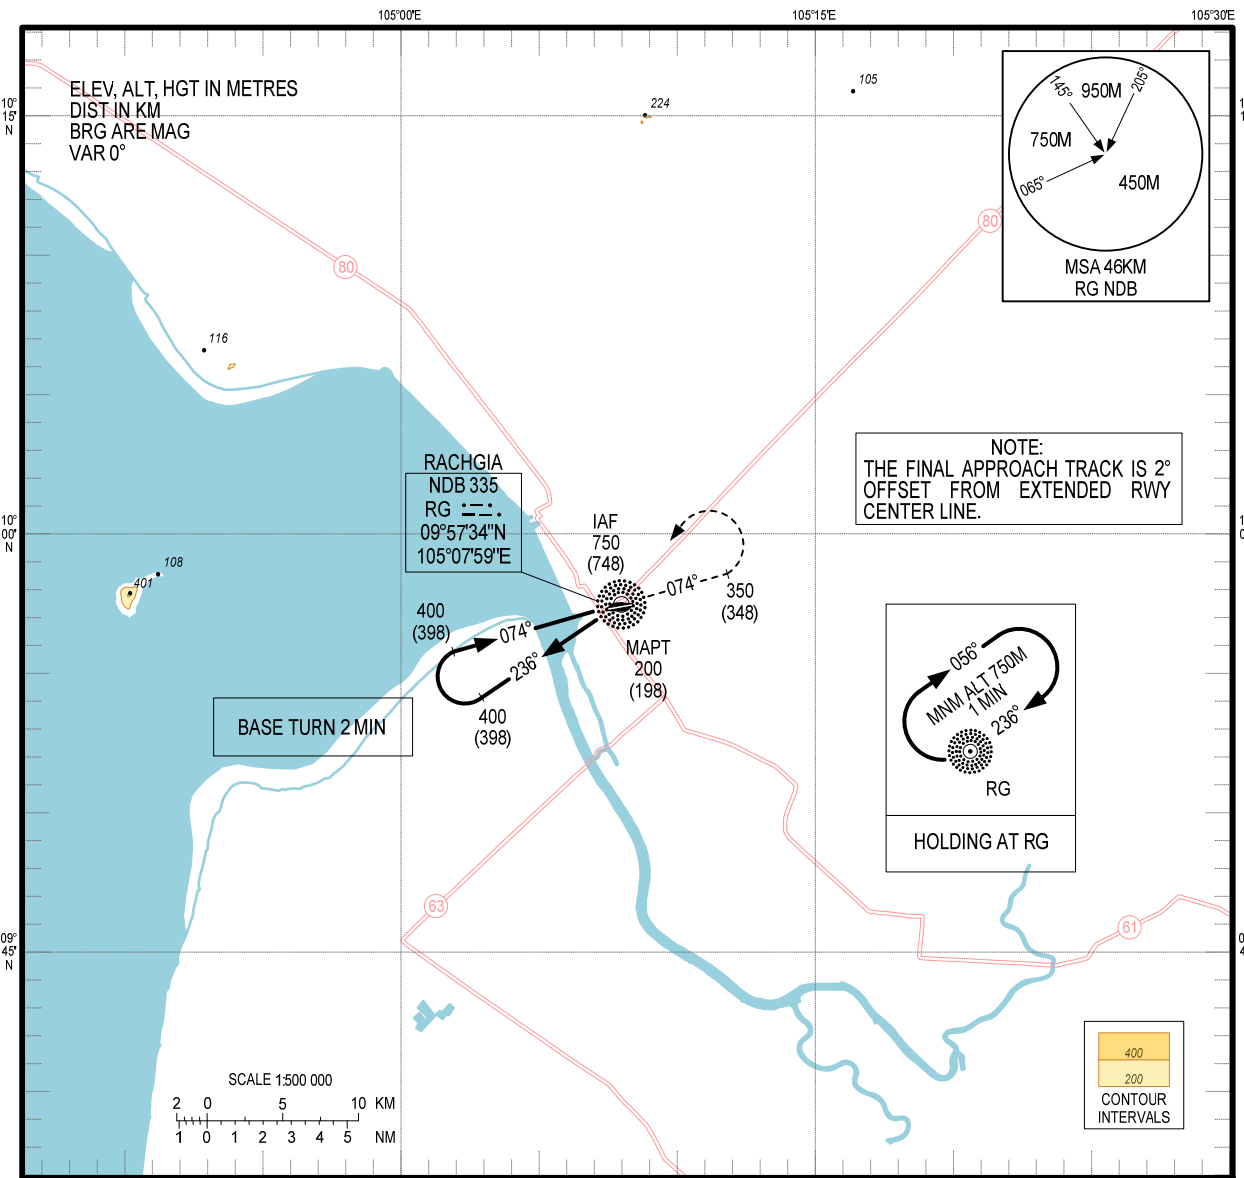 105°00'E
105°15'E
105°30'E
ELEV, ALT, HGT IN METRES
DIST IN KM
BRG ARE MAG
VAR 0°
10°
15'
N
224
105
145°
950M
205°
750M
065°
450M
MSA 46KM
RG NDB
80
80
116
NOTE:
THE FINAL APPROACH TRACK IS 2°
OFFSET FROM EXTENDED RWY
CENTER LINE.
RACHGIA
NDB 335
RG
09°57'34"N
105°07'59"E
IAF
750
(748)
10°
00'
N
108
401
074°
350
(348)
400
(398)
074°
236°
MAPT
200
(198)
400
(398)
BASE TURN 2 MIN
056°
MNM ALT 750M
1 MIN
236°
RG
HOLDING AT RG
63
61
09°
45'
N
SCALE 1:500 000
2 0 5 10 KM
1 0 1 2 3 4 5 NM
400
200
CONTOUR
INTERVALS